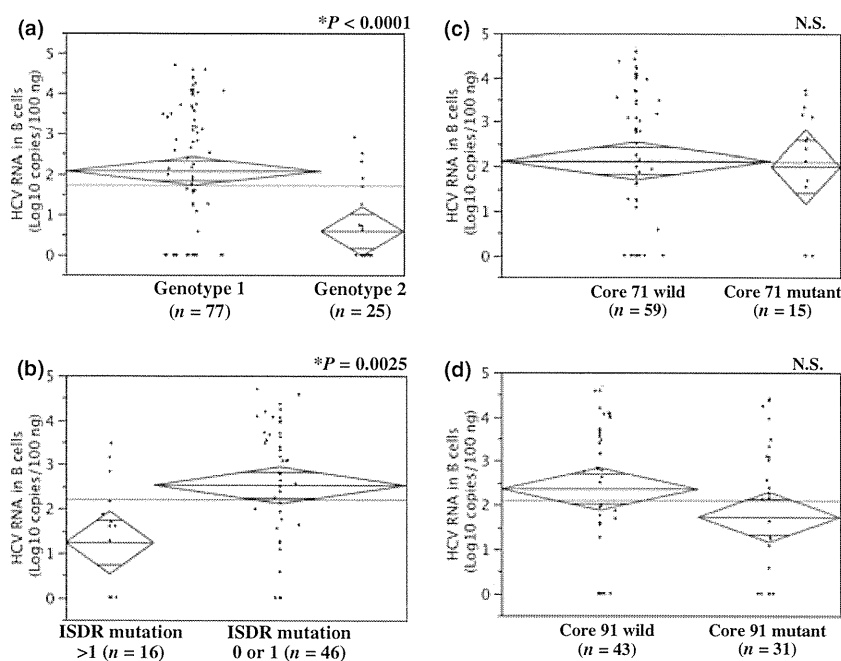 (a)
*P < 0.0001
HCV RNA in B cells
(Log10 copies/100 ng)
5
4
3
2
1
0
Genotype 1
(n = 77)
Genotype 2
(n = 25)
(c)
N.S.
HCV RNA in B cells
(Log10 copies/100 ng)
5
4
3
2
1
0
Core 71 wild
(n = 59)
Core 71 mutant
(n = 15)
(b)
*P = 0.0025
HCV RNA in B cells
(Log10 copies/100 ng)
5
4
3
2
1
0
ISDR mutation
>1 (n = 16)
ISDR mutation
0 or 1 (n = 46)
(d)
N.S.
HCV RNA in B cells
(Log10 copies/100 ng)
5
4
3
2
1
0
Core 91 wild
(n = 43)
Core 91 mutant
(n = 31)